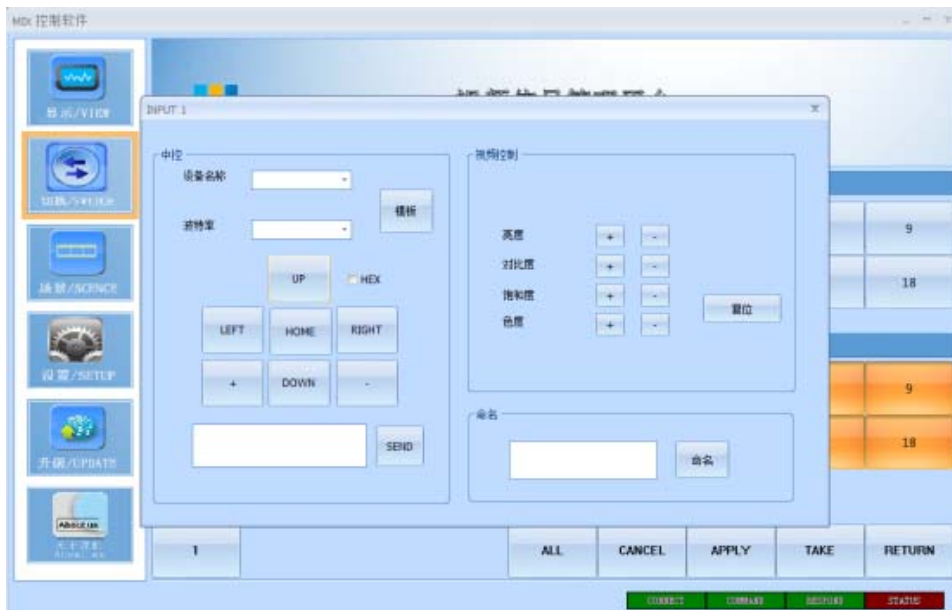 控制软件
显示/VIEW
INPUT 1
x
中控
设备名称
模板
波特率
UP
HEX
LEFT
HOME
RIGHT
+
DOWN
-
SEND
视频控制
亮度
+
-
对比度
+
-
饱和度
+
-
色度
+
-
复位
命名
命名
切换/SWITCH
场景/SCENCE
设置/SETUP
升级/UPDATE
About us
9
18
9
18
1
ALL
CANCEL
APPLY
TAKE
RETURN
CONNECT
COMMAND
RESPOND
STATUS